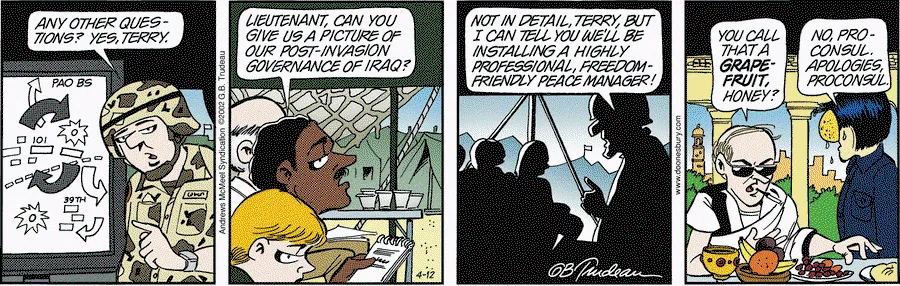 ANY OTHER QUES-
TIONS? YES, TERRY.
PAO BS
101
39TH
Andrews McMeel Syndication ©2002 G.B. Trudeau
LIEUTENANT, CAN YOU
GIVE US A PICTURE OF
OUR POST-INVASION
GOVERNANCE OF IRAQ?
4-12
NOT IN DETAIL, TERRY, BUT
I CAN TELL YOU WE'LL BE
INSTALLING A HIGHLY
PROFESSIONAL, FREEDOM-
FRIENDLY PEACE MANAGER!
GBTrudeau
www.doonesbury.com
YOU CALL
THAT A
GRAPE-
FRUIT,
HONEY?
NO, PRO-
CONSUL.
APOLOGIES,
PROCONSUL.